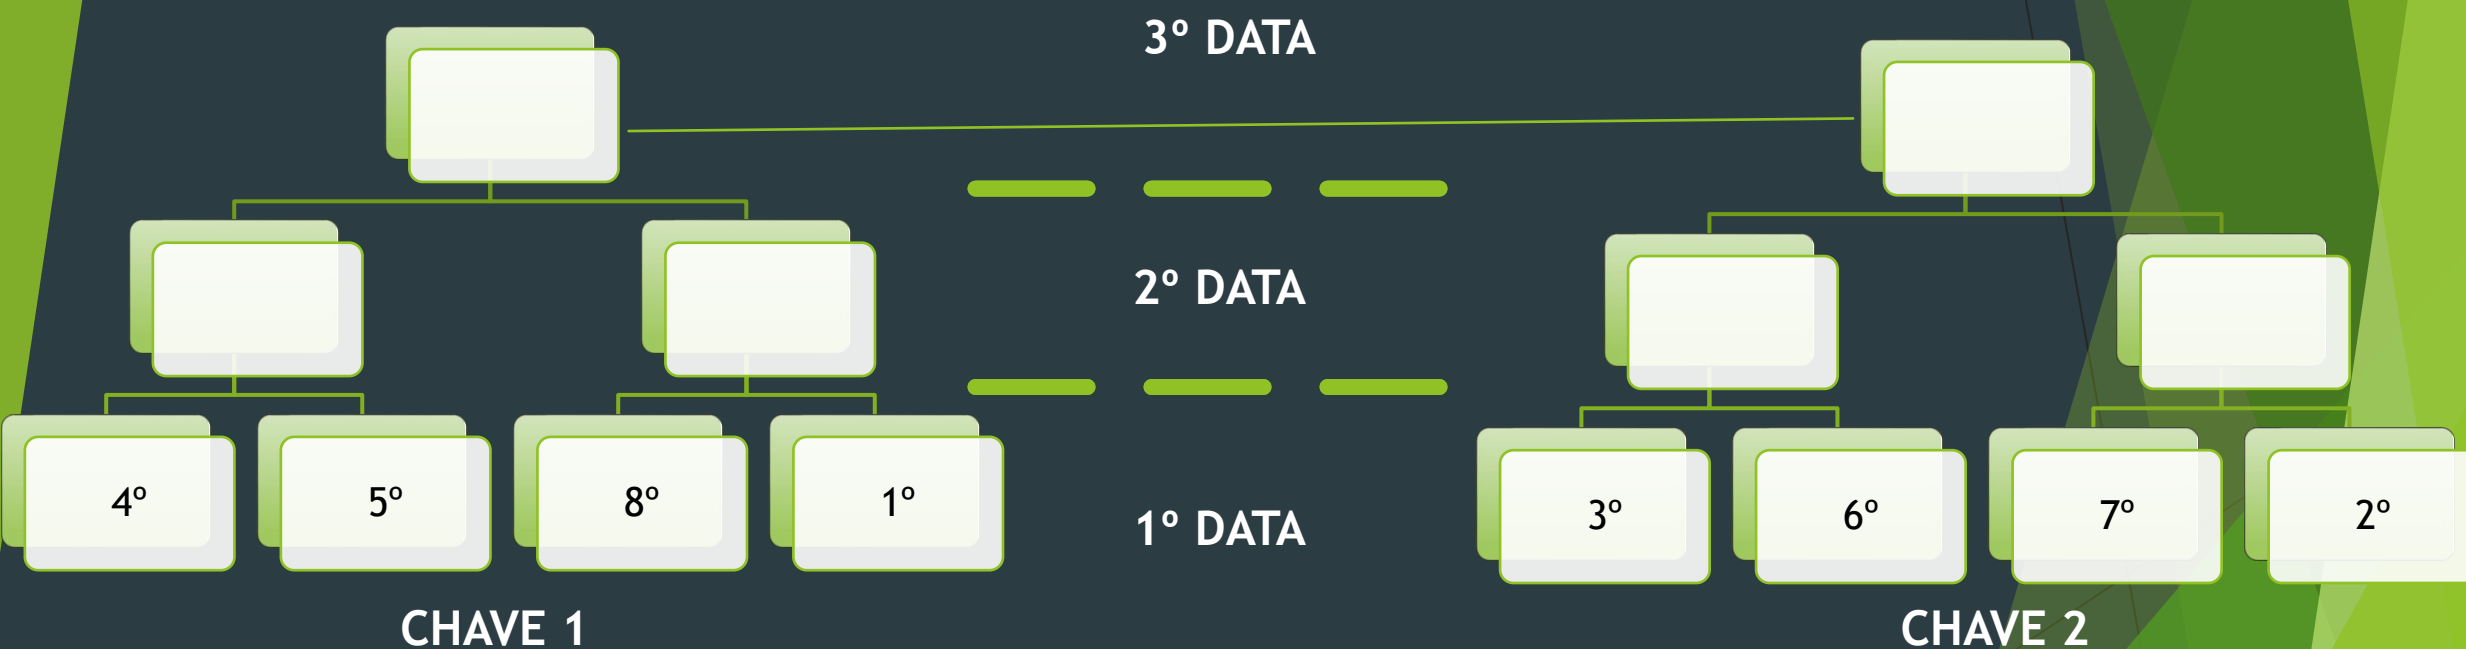 3º DATA
2º DATA
4º 5º 8º 1º
1º DATA
3º 6º 7º 2º
CHAVE 1
CHAVE 2